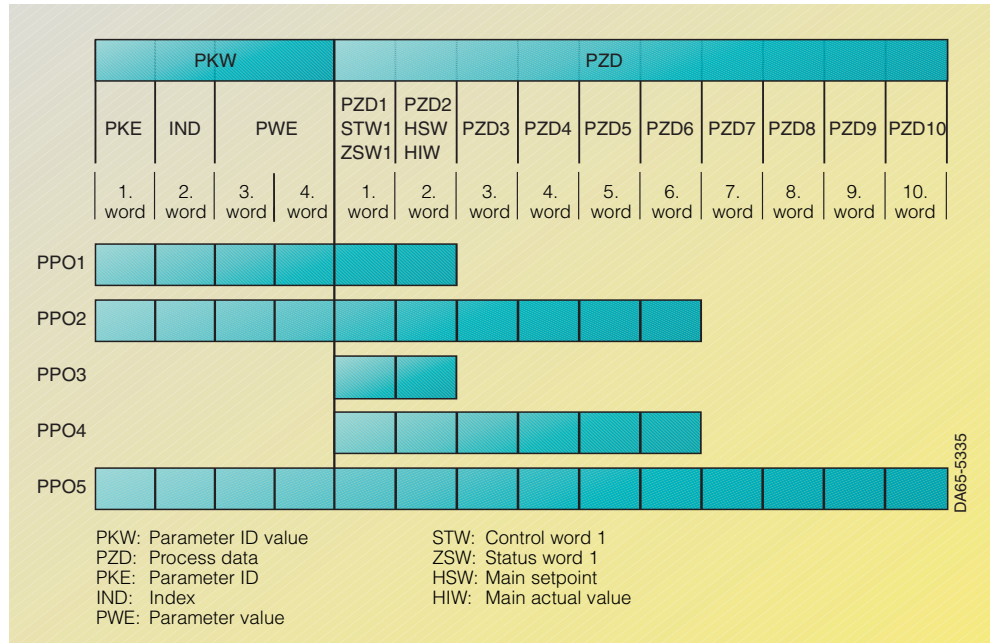 PKW PZD
PKE IND PWE PZD1 STW1 ZSW1 PZD2 HSW HIW PZD3 PZD4 PZD5 PZD6 PZD7 PZD8 PZD9 PZD10
1. word 2. word 3. word 4. word 1. word 2. word 3. word 4. word 5. word 6. word 7. word 8. word 9. word 10. word
PPO1
PPO2
PPO3
PPO4
PPO5
DA65-5335
PKW: Parameter ID value
PZD: Process data
PKE: Parameter ID
IND: Index
PWE: Parameter value
STW: Control word 1
ZSW: Status word 1
HSW: Main setpoint
HIW: Main actual value